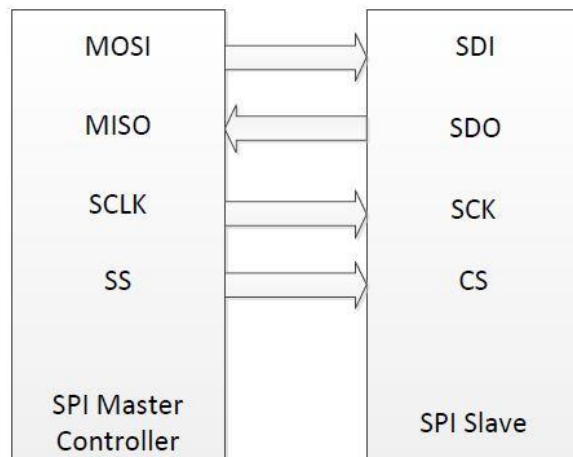 MOSI
SDI
MISO
SDO
SCLK
SCK
SS
CS
SPI Master
Controller
SPI Slave